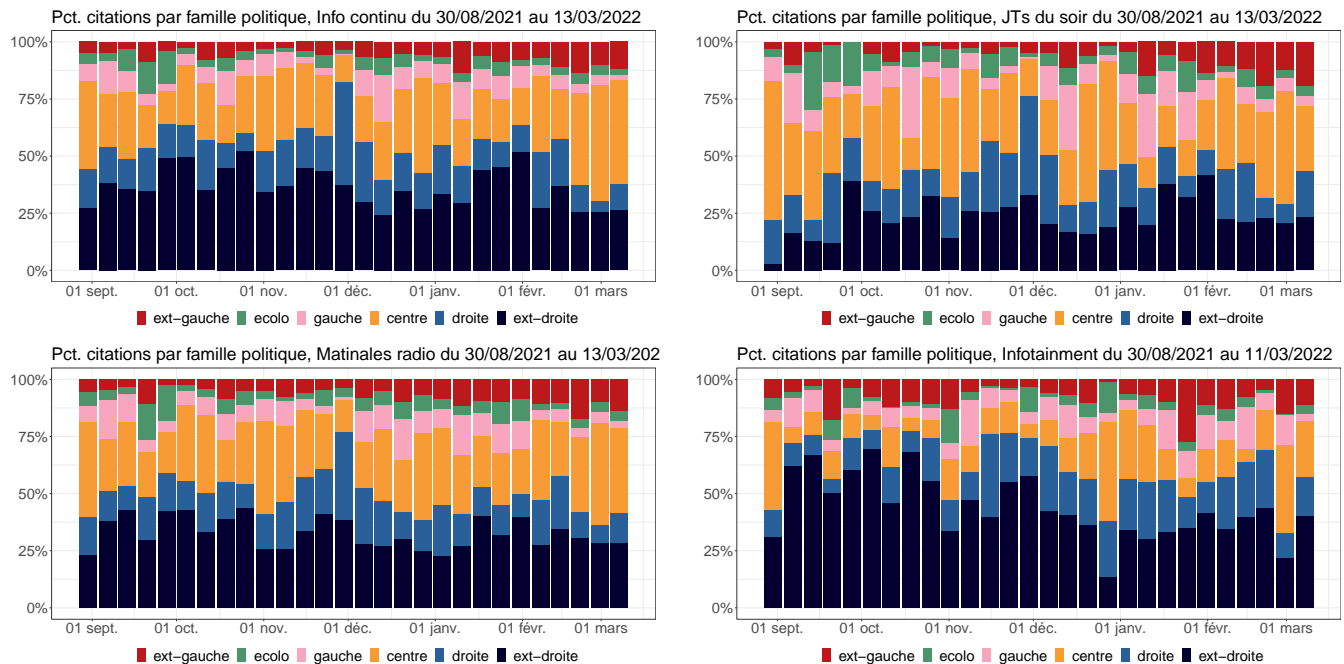 Pct. citations par famille politique, Info continu du 30/08/2021 au 13/03/2022
100%
75%
50%
25%
0%
01 sept. 01 oct. 01 nov. 01 déc. 01 janv. 01 févr. 01 mars
ext-gauche ecolo gauche centre droite ext-droite
Pct. citations par famille politique, JTs du soir du 30/08/2021 au 13/03/2022
100%
75%
50%
25%
0%
01 sept. 01 oct. 01 nov. 01 déc. 01 janv. 01 févr. 01 mars
ext-gauche ecolo gauche centre droite ext-droite
Pct. citations par famille politique, Matinales radio du 30/08/2021 au 13/03/202
100%
75%
50%
25%
0%
01 sept. 01 oct. 01 nov. 01 déc. 01 janv. 01 févr. 01 mars
ext-gauche ecolo gauche centre droite ext-droite
Pct. citations par famille politique, Infotainment du 30/08/2021 au 11/03/2022
100%
75%
50%
25%
0%
01 sept. 01 oct. 01 nov. 01 déc. 01 janv. 01 févr. 01 mars
ext-gauche ecolo gauche centre droite ext-droite